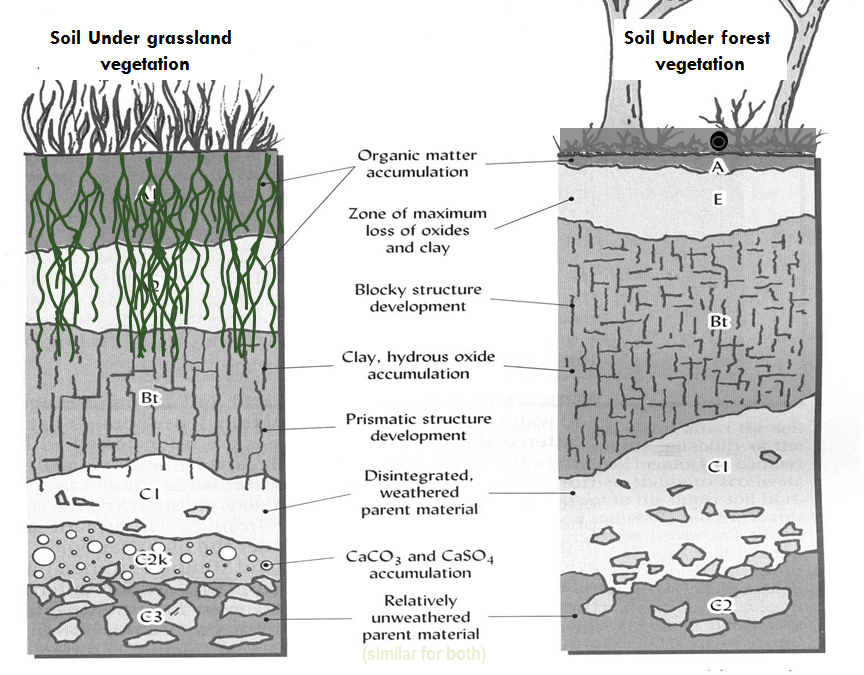 Soil Under grassland
vegetation
Soil Under forest
vegetation
Organic matter
accumulation
Zone of maximum
loss of oxides
and clay
Blocky structure
development
Clay, hydrous oxide
accumulation
Prismatic structure
development
Disintegrated,
weathered
parent material
CaCO₃ and CaSO₄
accumulation
Relatively
unweathered
parent material
(similar for both)
A1
2
Bt
C1
C2k
C3
A
E
Bt
C1
C2